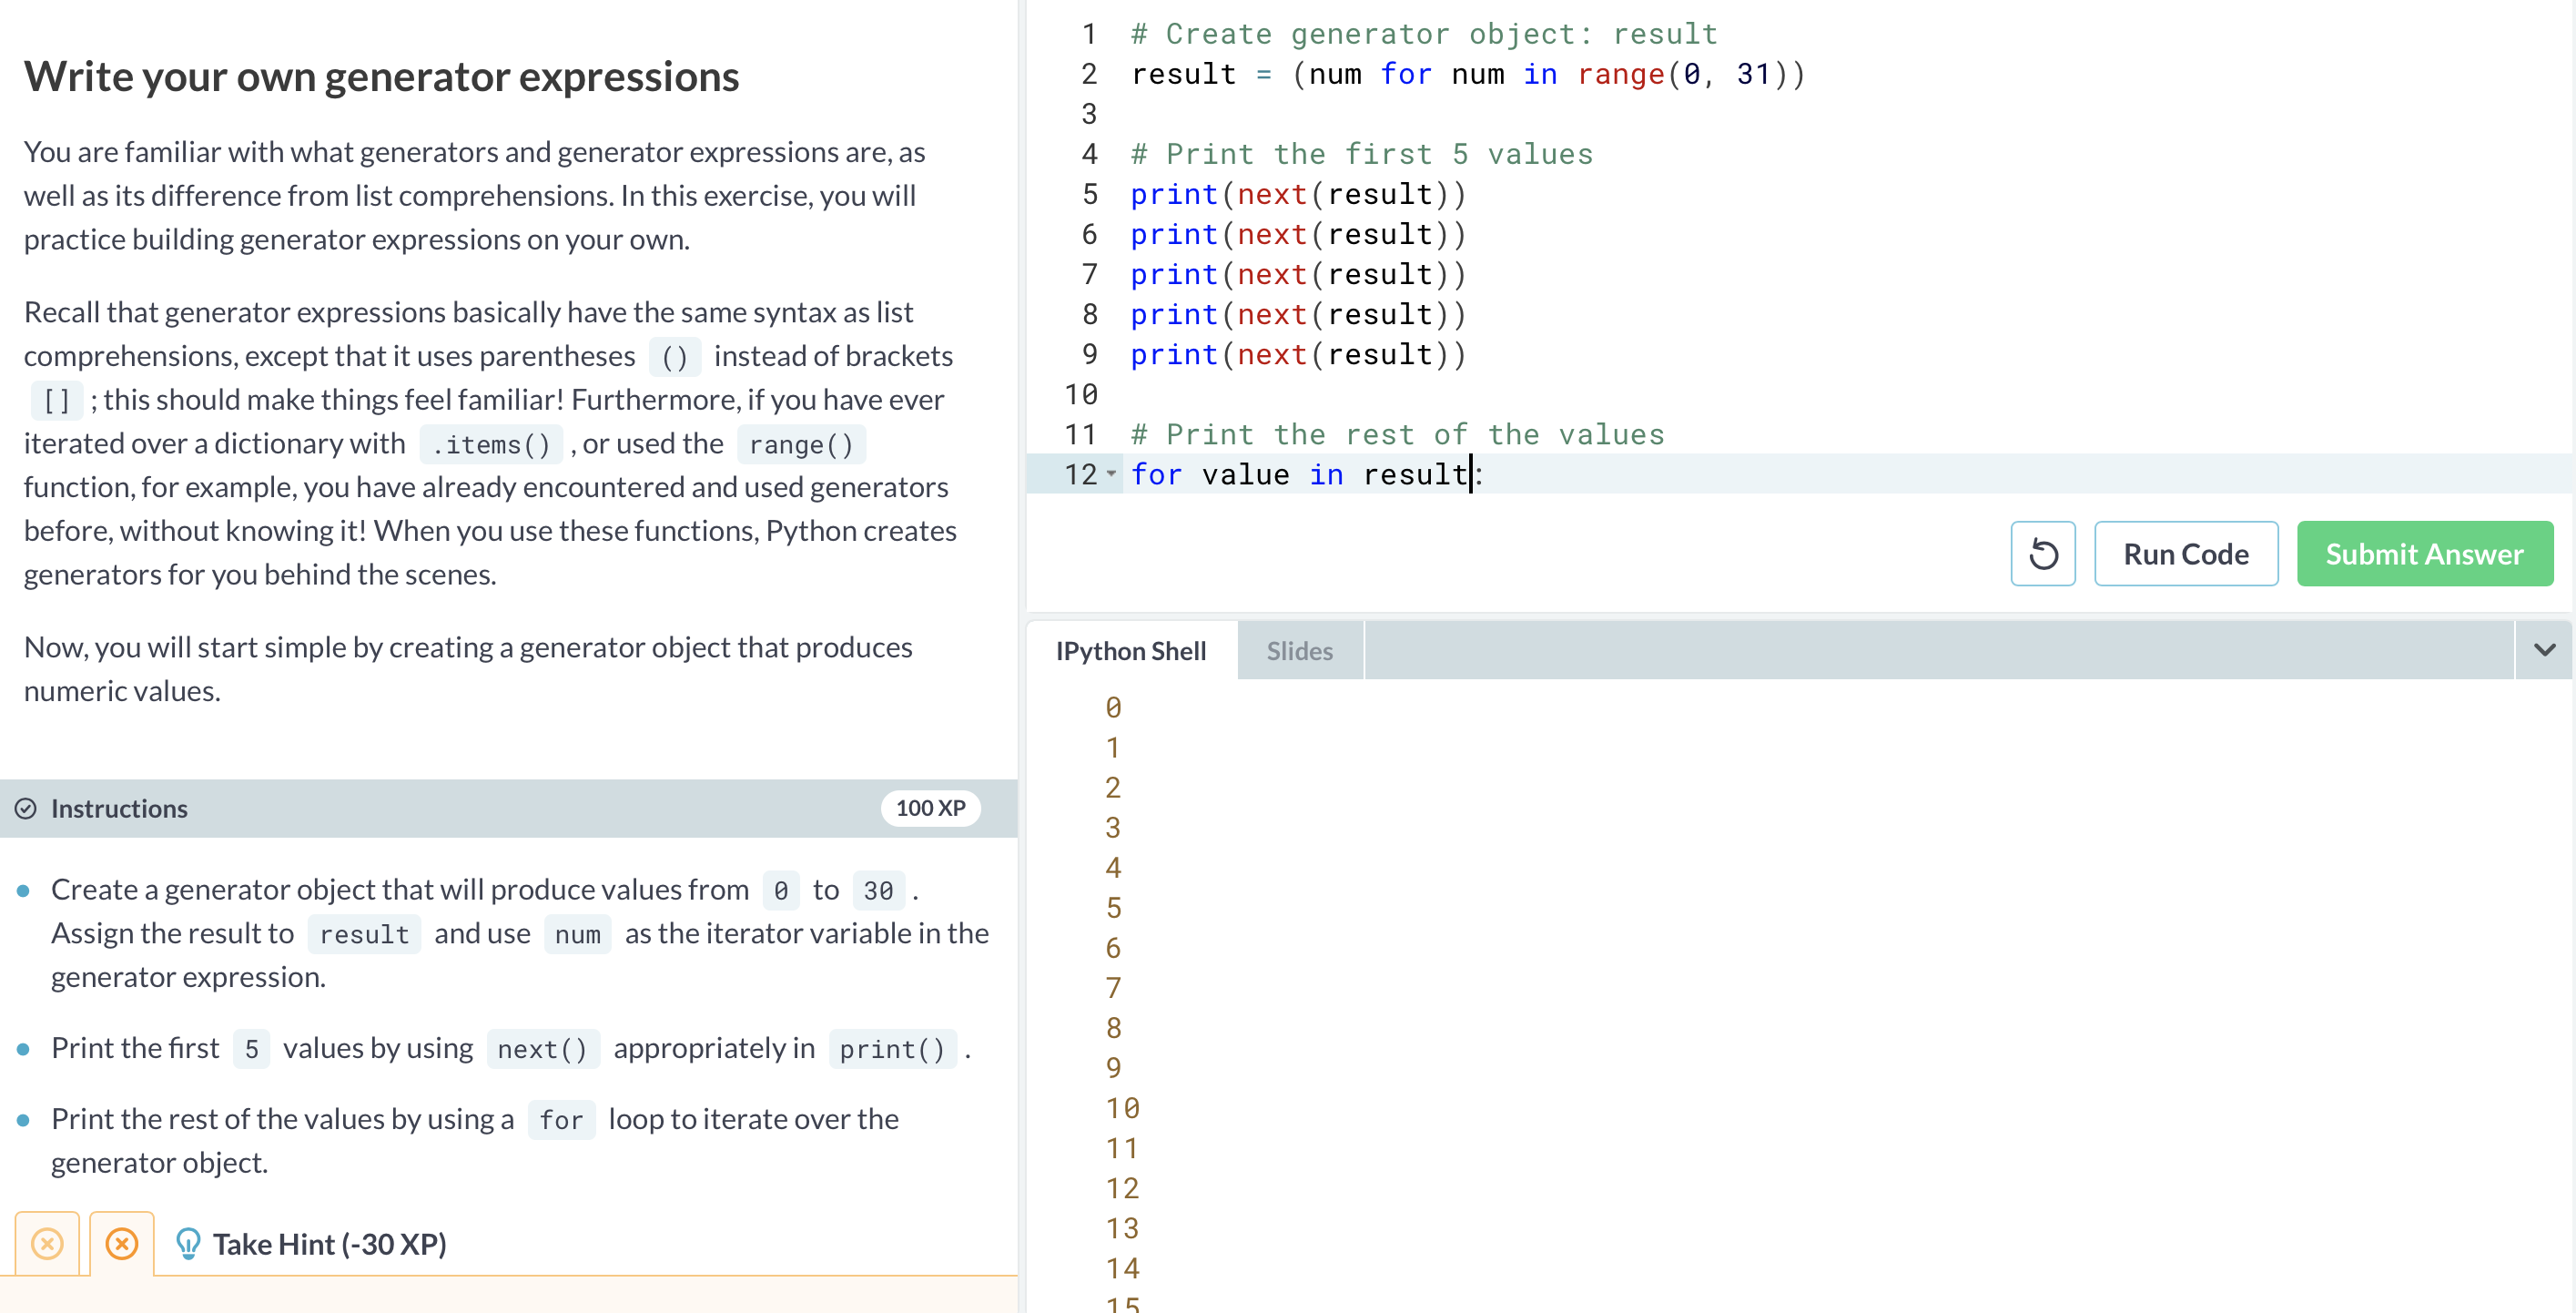 Write your own generator expressions
You are familiar with what generators and generator expressions are, as
well as its difference from list comprehensions. In this exercise, you will
practice building generator expressions on your own.
Recall that generator expressions basically have the same syntax as list
comprehensions, except that it uses parentheses () instead of brackets
[] ; this should make things feel familiar! Furthermore, if you have ever
iterated over a dictionary with .items() , or used the range()
function, for example, you have already encountered and used generators
before, without knowing it! When you use these functions, Python creates
generators for you behind the scenes.
Now, you will start simple by creating a generator object that produces
numeric values.
Instructions
100 XP
Create a generator object that will produce values from 0 to 30 .
Assign the result to result and use num as the iterator variable in the
generator expression.
Print the first 5 values by using next() appropriately in print() .
Print the rest of the values by using a for loop to iterate over the
generator object.
Take Hint (-30 XP)
1 # Create generator object: result
2 result = (num for num in range(0, 31))
3
4 # Print the first 5 values
5 print(next(result))
6 print(next(result))
7 print(next(result))
8 print(next(result))
9 print(next(result))
10
11 # Print the rest of the values
12 for value in result:
Run Code
Submit Answer
IPython Shell
Slides
0
1
2
3
4
5
6
7
8
9
10
11
12
13
14
15